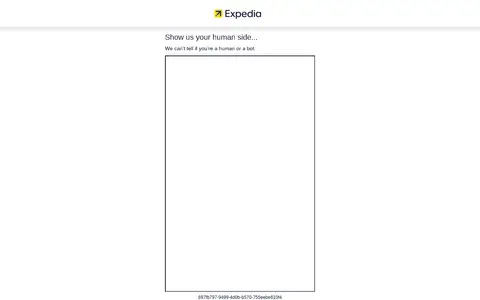 Expedia
Show us your human side...
We can't tell if you're a human or a bot